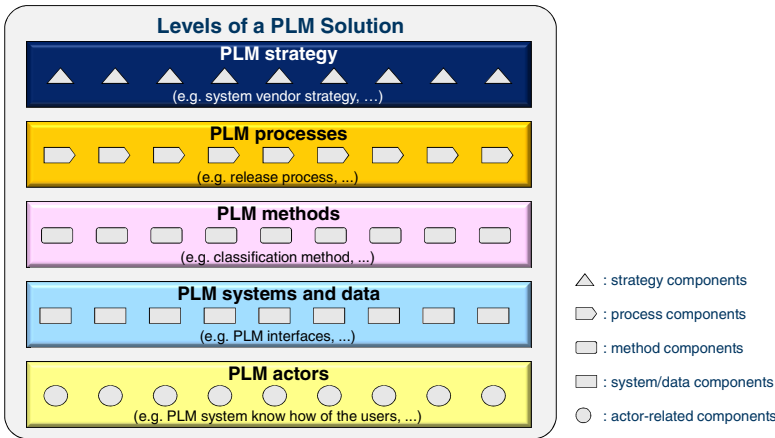 Levels of a PLM Solution
PLM strategy
(e.g. system vendor strategy, …)
PLM processes
(e.g. release process, ...)
PLM methods
(e.g. classification method, ...)
PLM systems and data
(e.g. PLM interfaces, ...)
PLM actors
(e.g. PLM system know how of the users, ...)
: strategy components
: process components
: method components
: system/data components
: actor-related components